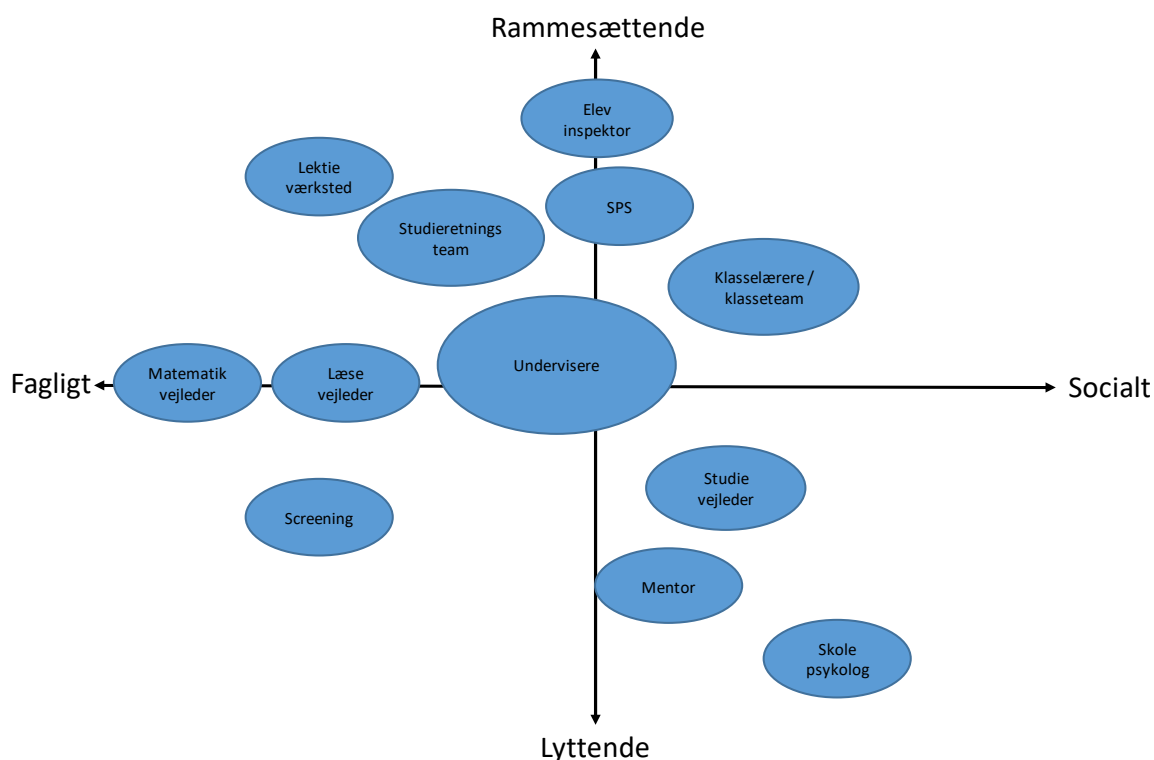 Rammesættende
Elev
inspektor
Lektie
værksted
SPS
Studieretnings
team
Klasselærere /
klasseteam
Undervisere
Fagligt
Matematik
vejleder
Læse
vejleder
Socialt
Studie
vejleder
Screening
Mentor
Skole
psykolog
Lyttende